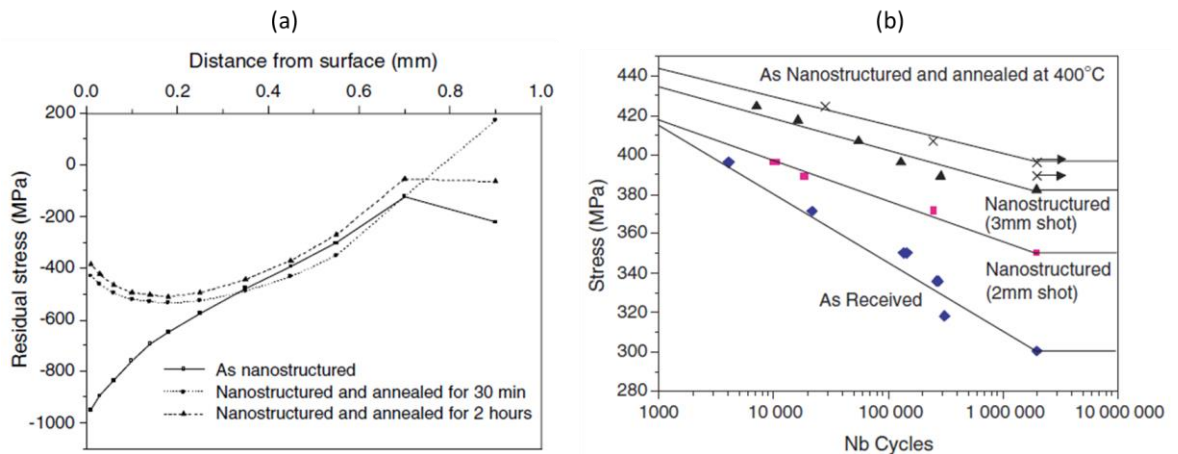 (a)
Distance from surface (mm)
0.0 0.2 0.4 0.6 0.8 1.0
200
0
-200
-400
-600
-800
-1000
Residual stress (MPa)
As nanostructured
Nanostructured and annealed for 30 min
Nanostructured and annealed for 2 hours
(b)
440
420
400
380
360
340
320
300
280
Stress (MPa)
As Nanostructured and annealed at 400°C
Nanostructured
(3mm shot)
Nanostructured
(2mm shot)
As Received
1000 10 000 100 000 1 000 000 10 000 000
Nb Cycles